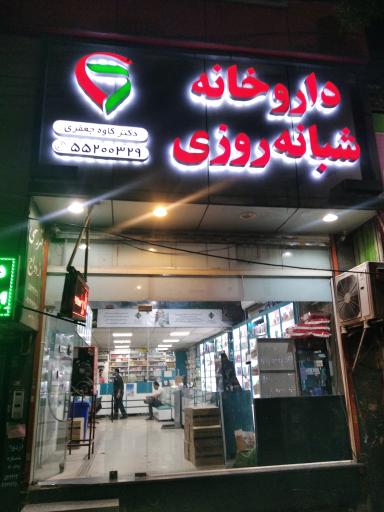 داروخانه
شبانه روزی
دکتر کاوه جعفری
۵۵۲۰۰۳۲۹